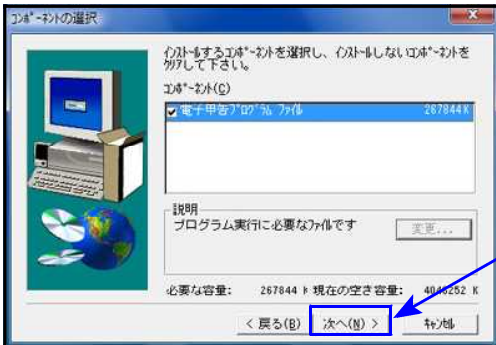 コンポーネントの選択
インストールするコンポーネントを選択し、インストールしないコンポーネントを
クリアして下さい。
コンポーネント(C)
電子申告プログラム ファイル 267844 K
説明
プログラム実行に必要なファイルです
変更...
必要な容量: 267844 K 現在の空き容量: 4046252 K
< 戻る(B) 次へ(N) > キャンセル